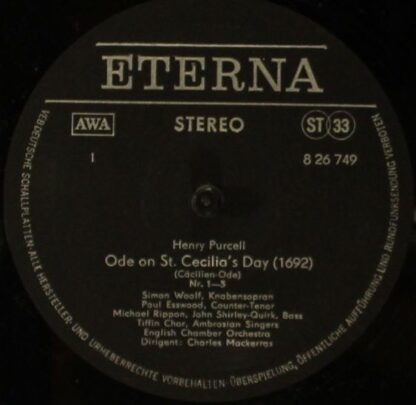 ETERNA
AWA STEREO ST 33
I 8 26 749
Henry Purcell
Ode on St. Cecilia's Day (1692)
(Cäcilien-Ode)
Nr. 1—5
Simon Woolf, Knabensopran
Paul Esswood, Counter-Tenor
Michael Rippon, John Shirley-Quirk, Bass
Tiffin Chor, Ambrosian Singers
English Chamber Orchestra
Dirigent: Charles Mackerras
VEB DEUTSCHE SCHALLPLATTEN · ALLE HERSTELLER- UND URHEBERRECHTE VORBEHALTEN · ÜBERSPIELUNG, ÖFFENTLICHE AUFFÜHRUNG UND RUNDFUNKSENDUNG VERBOTEN